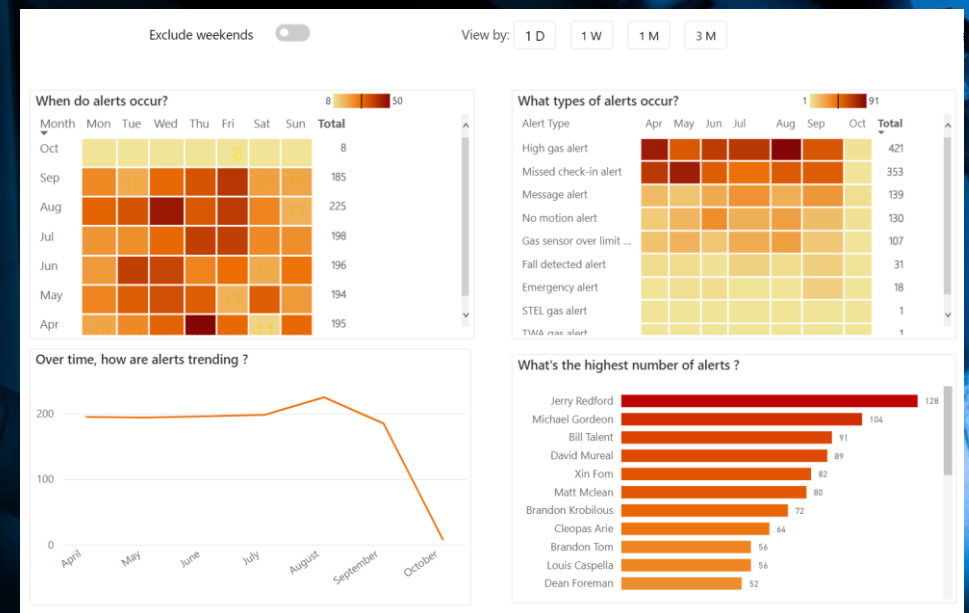 Exclude weekends View by: 1 D 1 W 1 M 3 M
When do alerts occur? 8 50
Month Mon Tue Wed Thu Fri Sat Sun Total
Oct 8 8
Sep 185
Aug 17 225
Jul 198
Jun 196
May 17 194
Apr 19 11 195
What types of alerts occur? 1 91
Alert Type Apr May Jun Jul Aug Sep Oct Total
High gas alert 421
Missed check-in alert 353
Message alert 139
No motion alert 130
Gas sensor over limit ... 107
Fall detected alert 31
Emergency alert 18
STEL gas alert 1
TWA gas alert 1
Over time, how are alerts trending ?
200
100
0
April May June July August September October
What's the highest number of alerts ?
Jerry Redford 128
Michael Gordeon 104
Bill Talent 91
David Mureal 89
Xin Fom 82
Matt Mclean 80
Brandon Krobilous 72
Cleopas Arie 64
Brandon Tom 56
Louis Caspella 56
Dean Foreman 52